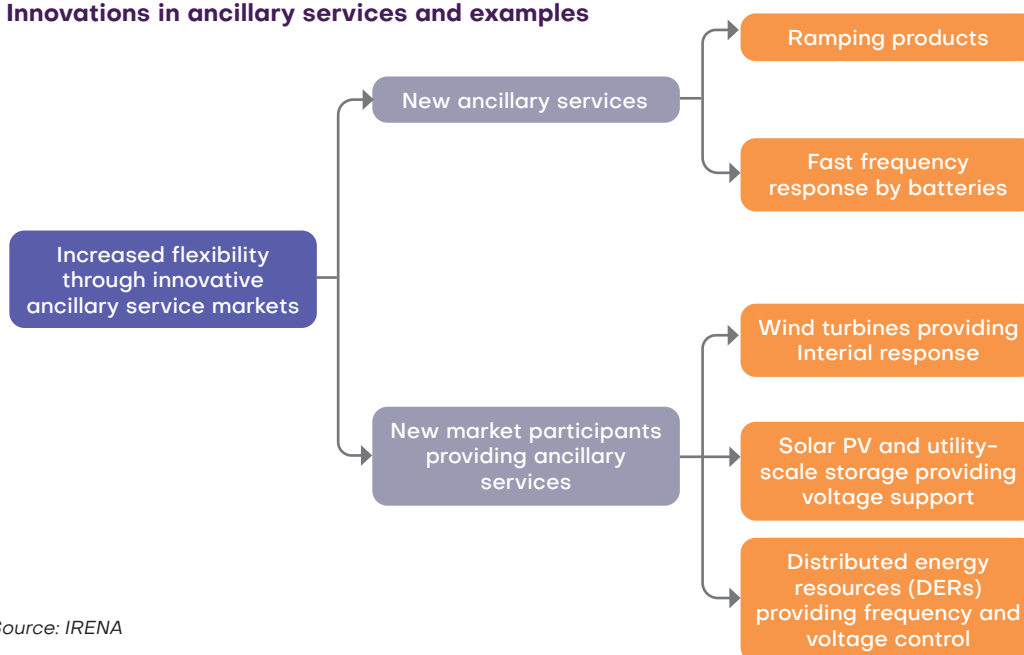 Innovations in ancillary services and examples
Ramping products
New ancillary services
Fast frequency
response by batteries
Increased flexibility
through innovative
ancillary service markets
Wind turbines providing
Interial response
New market participants
providing ancillary
services
Solar PV and utility-
scale storage providing
voltage support
Distributed energy
resources (DERs)
providing frequency and
voltage control
ource: IRENA